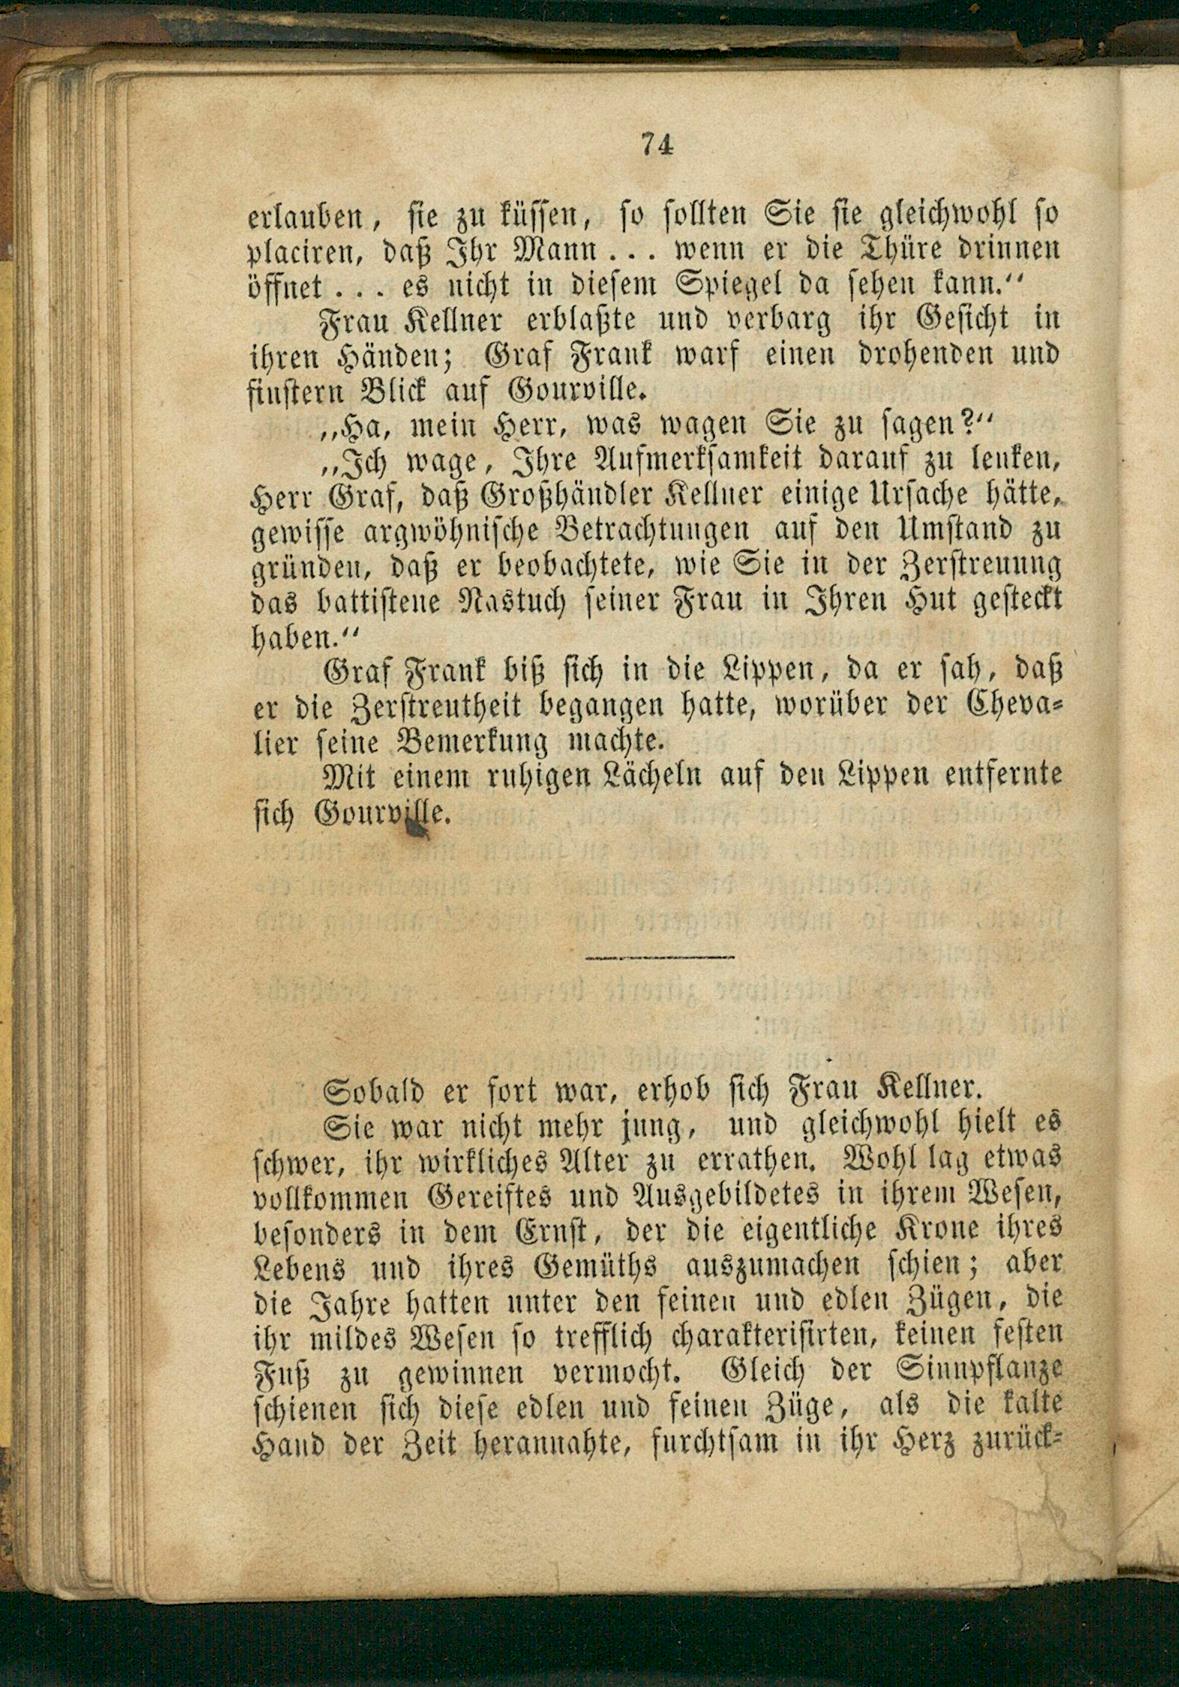 74
erlauben, sie zu küssen, so sollten Sie sie gleichwohl so
placiren, daß Ihr Mann . . . wenn er die Thüre drinnen
öffnet . . . es nicht in diesem Spiegel da sehen kann.“
Frau Kellner erblaßte und verbarg ihr Gesicht in
ihren Händen; Graf Frank warf einen drohenden und
finstern Blick auf Gourville.
„Ha, mein Herr, was wagen Sie zu sagen?“
„Ich wage, Ihre Aufmerksamkeit darauf zu lenken,
Herr Graf, daß Großhändler Kellner einige Ursache hätte,
gewisse argwöhnische Betrachtungen auf den Umstand zu
gründen, daß er beobachtete, wie Sie in der Zerstreuung
das battistene Nastuch seiner Frau in Ihren Hut gesteckt
haben.“
Graf Frank biß sich in die Lippen, da er sah, daß
er die Zerstreutheit begangen hatte, worüber der Cheva-
lier seine Bemerkung machte.
Mit einem ruhigen Lächeln auf den Lippen entfernte
sich Gourville.
Sobald er fort war, erhob sich Frau Kellner.
Sie war nicht mehr jung, und gleichwohl hielt es
schwer, ihr wirkliches Alter zu errathen. Wohl lag etwas
vollkommen Gereiftes und Ausgebildetes in ihrem Wesen,
besonders in dem Ernst, der die eigentliche Krone ihres
Lebens und ihres Gemüths auszumachen schien; aber
die Jahre hatten unter den feinen und edlen Zügen, die
ihr mildes Wesen so trefflich charakterisirten, keinen festen
Fuß zu gewinnen vermocht. Gleich der Sinnpflanze
schienen sich diese edlen und feinen Züge, als die kalte
Hand der Zeit herannahte, furchtsam in ihr Herz zurück-